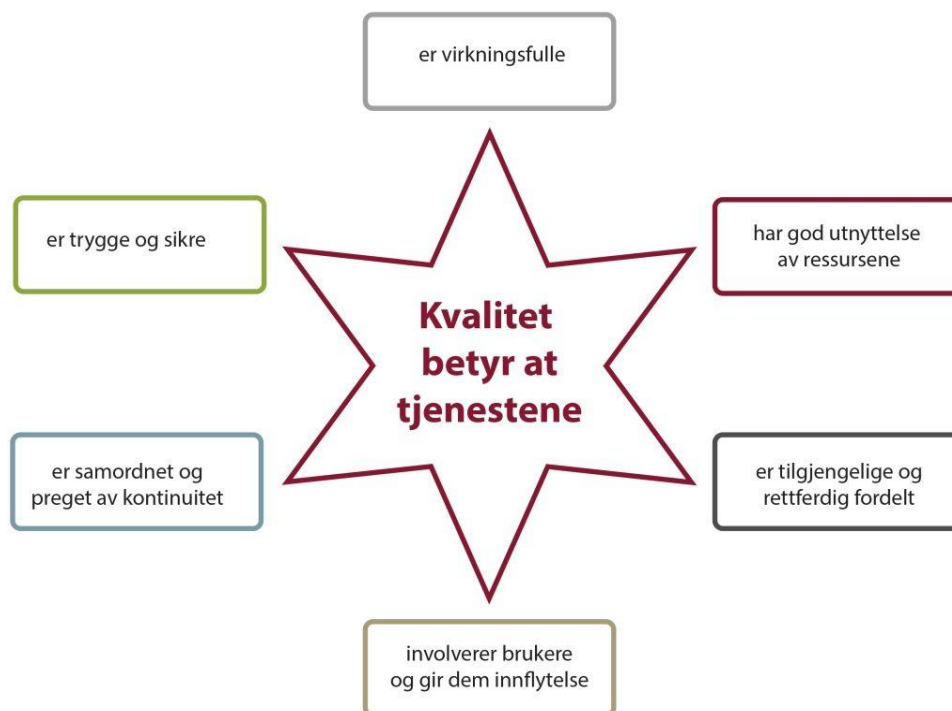 er virkningsfulle
er trygge og sikre
har god utnyttelse
av ressursene
Kvalitet
betyr at
tjenestene
er samordnet og
preget av kontinuitet
er tilgjengelige og
rettferdig fordelt
involverer brukere
og gir dem innflytelse